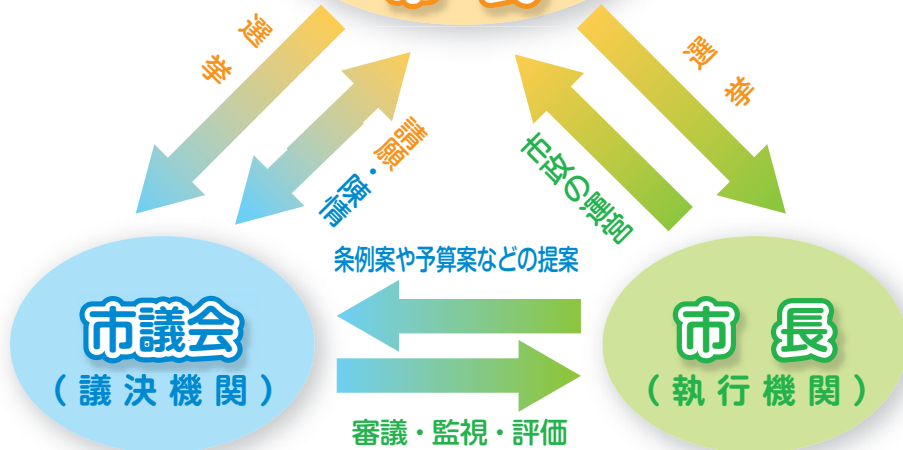 選挙
選挙
請願・陳情
市政の運営
条例案や予算案などの提案
市議会
（議決機関）
市長
（執行機関）
審議・監視・評価